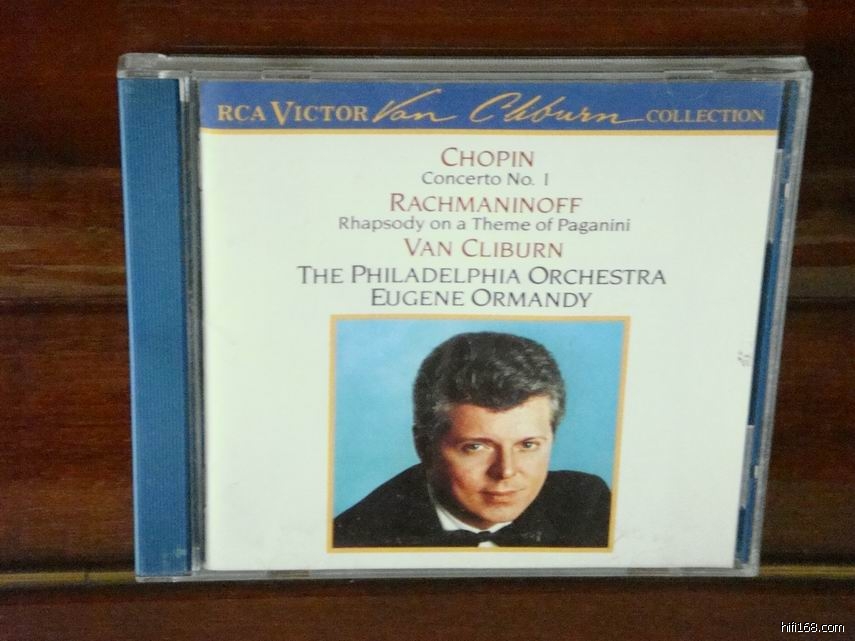 RCA VICTOR Van Cliburn COLLECTION
CHOPIN
Concerto No. 1
RACHMANINOFF
Rhapsody on a Theme of Paganini
VAN CLIBURN
THE PHILADELPHIA ORCHESTRA
EUGENE ORMANDY
hifi168.com